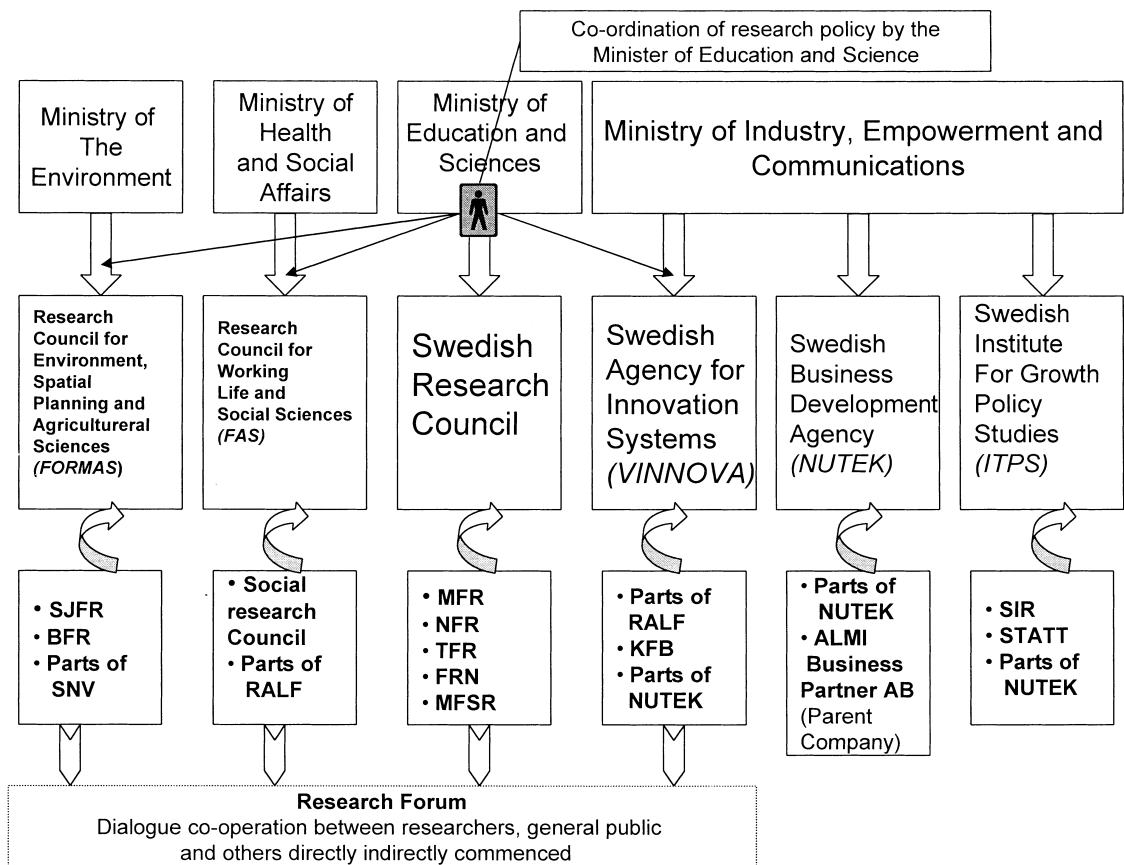 Co-ordination of research policy by the
Minister of Education and Science
Ministry of
The
Environment
Ministry of
Health
and Social
Affairs
Ministry of
Education and
Sciences
Ministry of Industry, Empowerment and
Communications
Research
Council for
Environment,
Spatial
Planning and
Agricultureral
Sciences
(FORMAS)
Research
Council for
Working
Life and
Social Sciences
(FAS)
Swedish
Research
Council
Swedish
Agency for
Innovation
Systems
(VINNOVA)
Swedish
Business
Development
Agency
(NUTEK)
Swedish
Institute
For Growth
Policy
Studies
(ITPS)
• SJFR
• BFR
• Parts of
SNV
• Social
research
Council
• Parts of
RALF
• MFR
• NFR
• TFR
• FRN
• MFSR
• Parts of
RALF
• KFB
• Parts of
NUTEK
• Parts of
NUTEK
• ALMI
Business
Partner AB
(Parent
Company)
• SIR
• STATT
• Parts of
NUTEK
Research Forum
Dialogue co-operation between researchers, general public
and others directly indirectly commenced